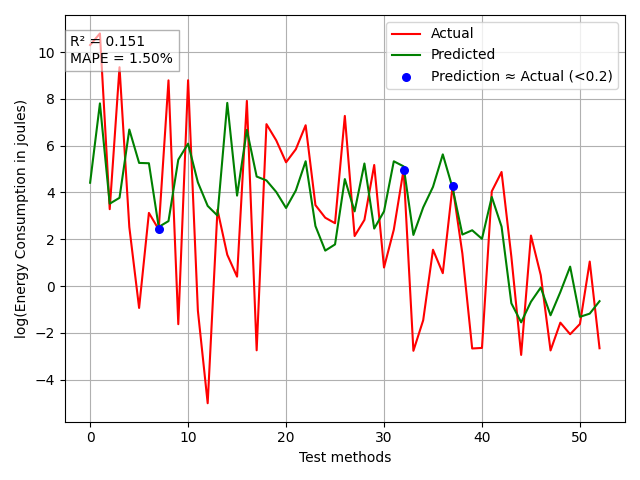 R² = 0.151
MAPE = 1.50%
Actual
Predicted
Prediction ≈ Actual (<0.2)
log(Energy Consumption in joules)
10
8
6
4
2
0
−2
−4
0
10
20
30
40
50
Test methods